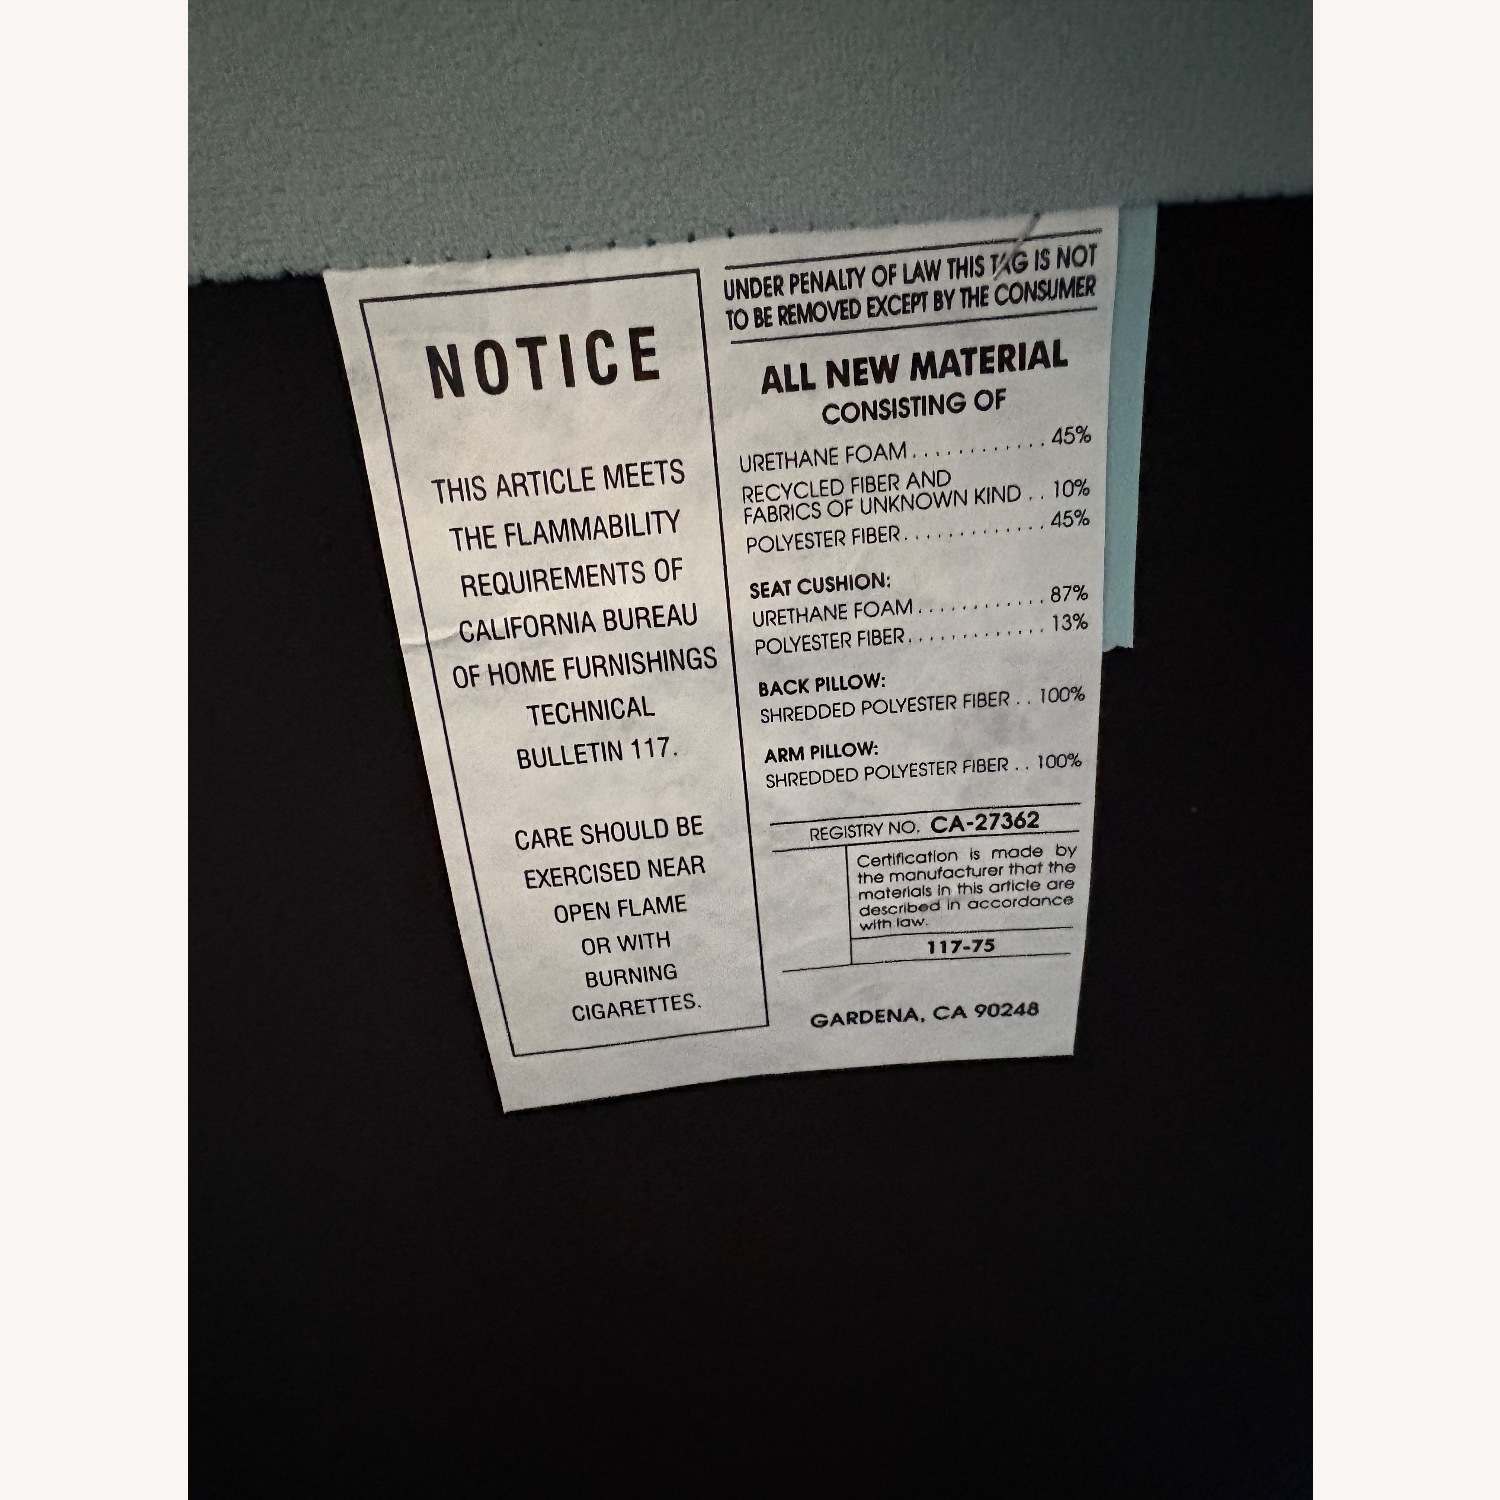 NOTICE
THIS ARTICLE MEETS
THE FLAMMABILITY
REQUIREMENTS OF
CALIFORNIA BUREAU
OF HOME FURNISHINGS
TECHNICAL
BULLETIN 117.
CARE SHOULD BE
EXERCISED NEAR
OPEN FLAME
OR WITH
BURNING
CIGARETTES.
UNDER PENALTY OF LAW THIS TAG IS NOT
TO BE REMOVED EXCEPT BY THE CONSUMER
ALL NEW MATERIAL
CONSISTING OF
URETHANE FOAM . . . . . . . . . . . . 45%
RECYCLED FIBER AND
FABRICS OF UNKNOWN KIND . . 10%
POLYESTER FIBER. . . . . . . . . . . . . 45%
SEAT CUSHION:
URETHANE FOAM . . . . . . . . . . . . 87%
POLYESTER FIBER. . . . . . . . . . . . . 13%
BACK PILLOW:
SHREDDED POLYESTER FIBER . . 100%
ARM PILLOW:
SHREDDED POLYESTER FIBER . . 100%
REGISTRY NO. CA-27362
Certification is made by
the manufacturer that the
materials in this article are
described in accordance
with law.
117-75
GARDENA, CA 90248